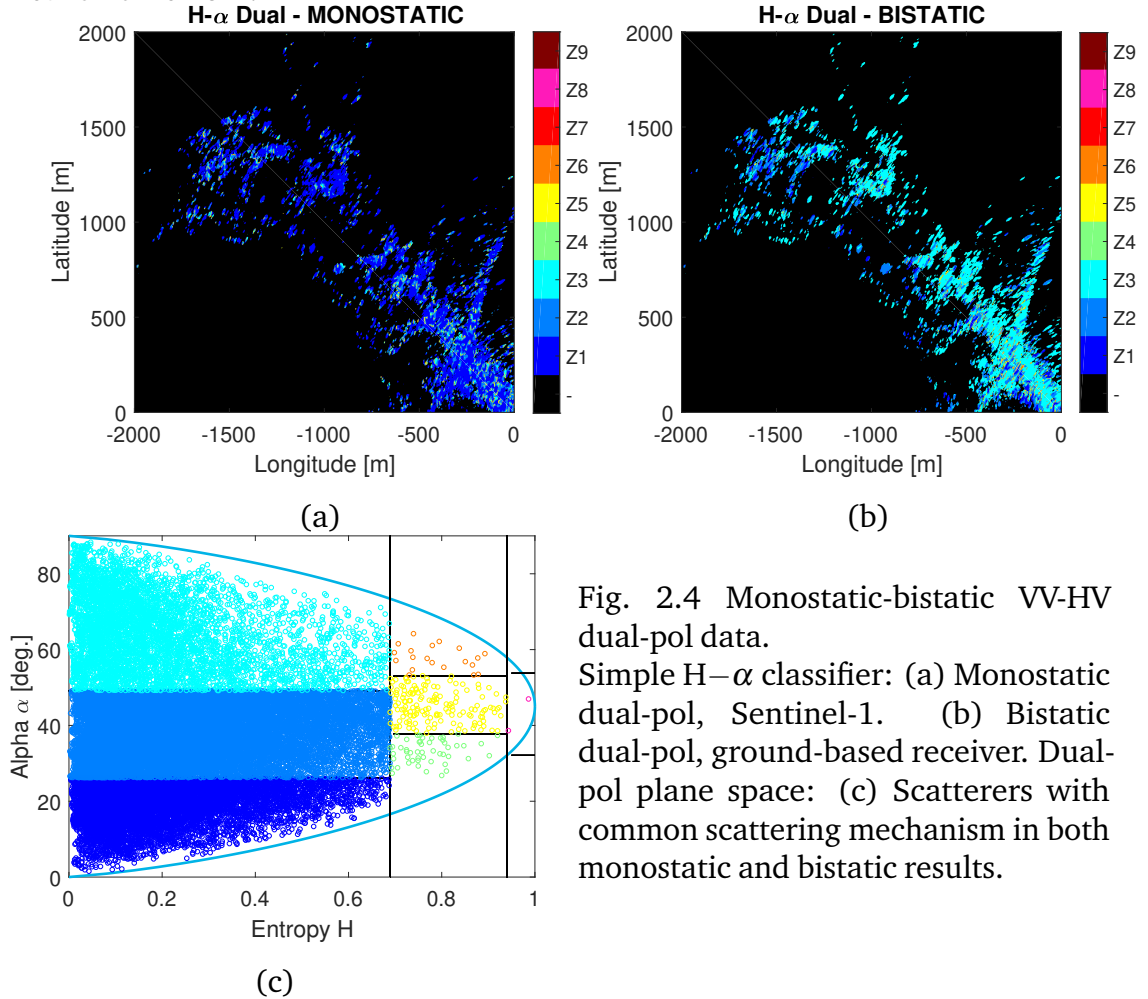 H-α Dual - MONOSTATIC
2000
1500
1000
500
0
Latitude [m]
-2000 -1500 -1000 -500 0
Longitude [m]
Z9
Z8
Z7
Z6
Z5
Z4
Z3
Z2
Z1
-
(a)
H-α Dual - BISTATIC
2000
1500
1000
500
0
Latitude [m]
-2000 -1500 -1000 -500 0
Longitude [m]
Z9
Z8
Z7
Z6
Z5
Z4
Z3
Z2
Z1
-
(b)
80
60
40
20
0
Alpha α [deg.]
0 0.2 0.4 0.6 0.8 1
Entropy H
(c)
Fig. 2.4 Monostatic-bistatic VV-HV
dual-pol data.
Simple H−α classifier: (a) Monostatic
dual-pol, Sentinel-1. (b) Bistatic
dual-pol, ground-based receiver. Dual-
pol plane space: (c) Scatterers with
common scattering mechanism in both
monostatic and bistatic results.